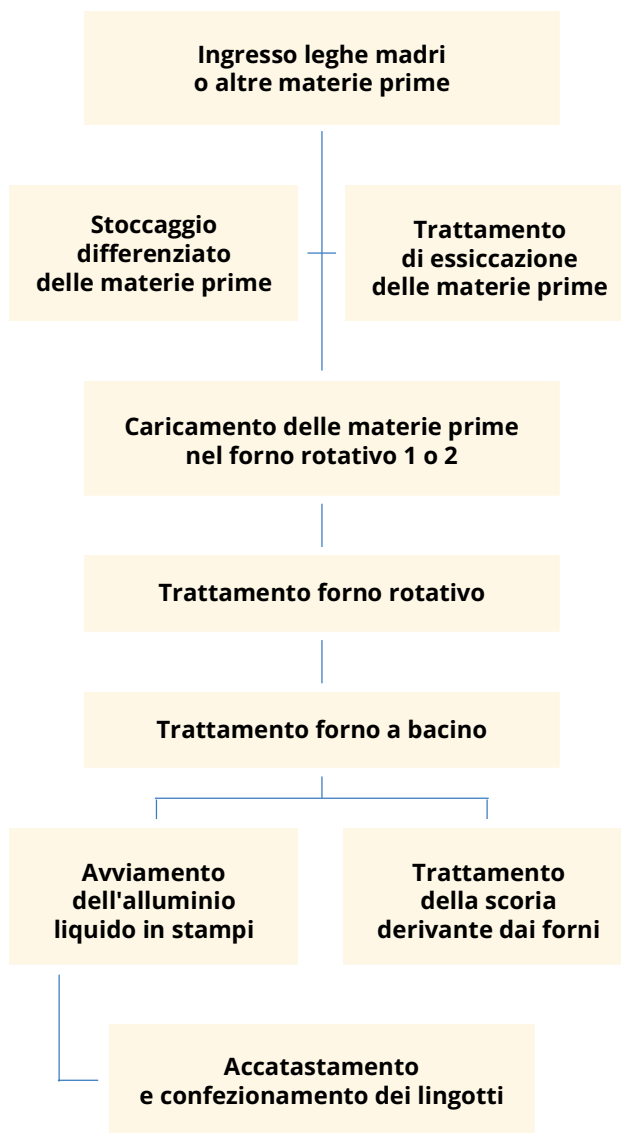 Ingresso leghe madri
o altre materie prime
Stoccaggio
differenziato
delle materie prime
Trattamento
di essiccazione
delle materie prime
Caricamento delle materie prime
nel forno rotativo 1 o 2
Trattamento forno rotativo
Trattamento forno a bacino
Avviamento
dell'alluminio
liquido in stampi
Trattamento
della scoria
derivante dai forni
Accatastamento
e confezionamento dei lingotti